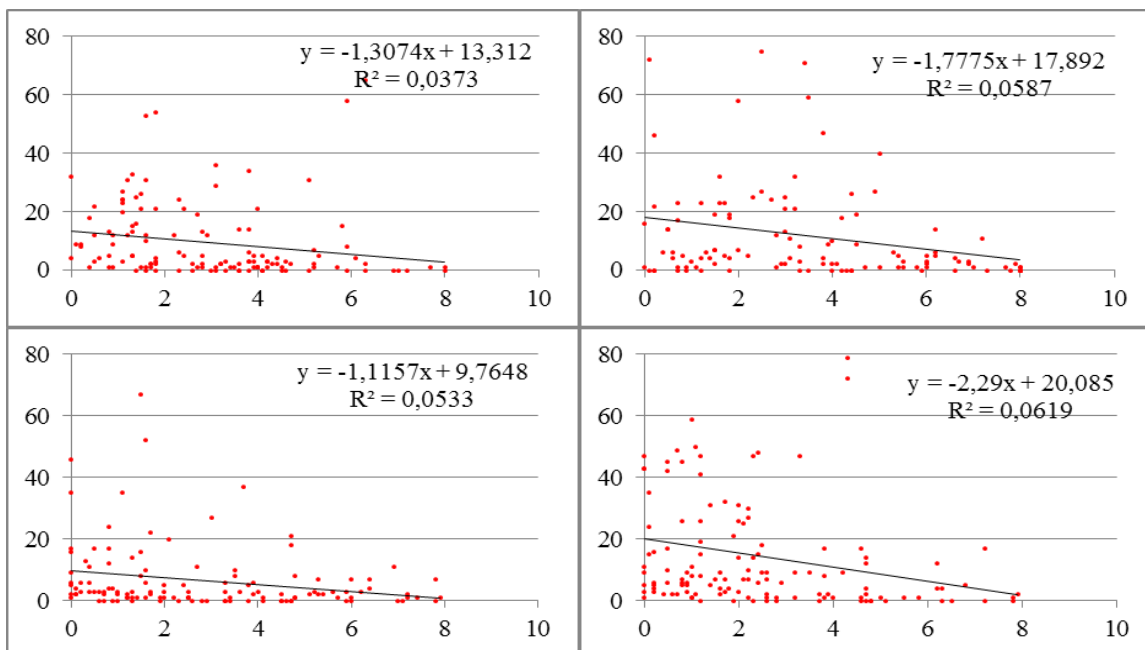 80
y = -1,3074x + 13,312
R² = 0,0373
60
40
20
0
0 2 4 6 8 10
80
y = -1,7775x + 17,892
R² = 0,0587
60
40
20
0
0 2 4 6 8 10
80
y = -1,1157x + 9,7648
R² = 0,0533
60
40
20
0
0 2 4 6 8 10
80
y = -2,29x + 20,085
R² = 0,0619
60
40
20
0
0 2 4 6 8 10